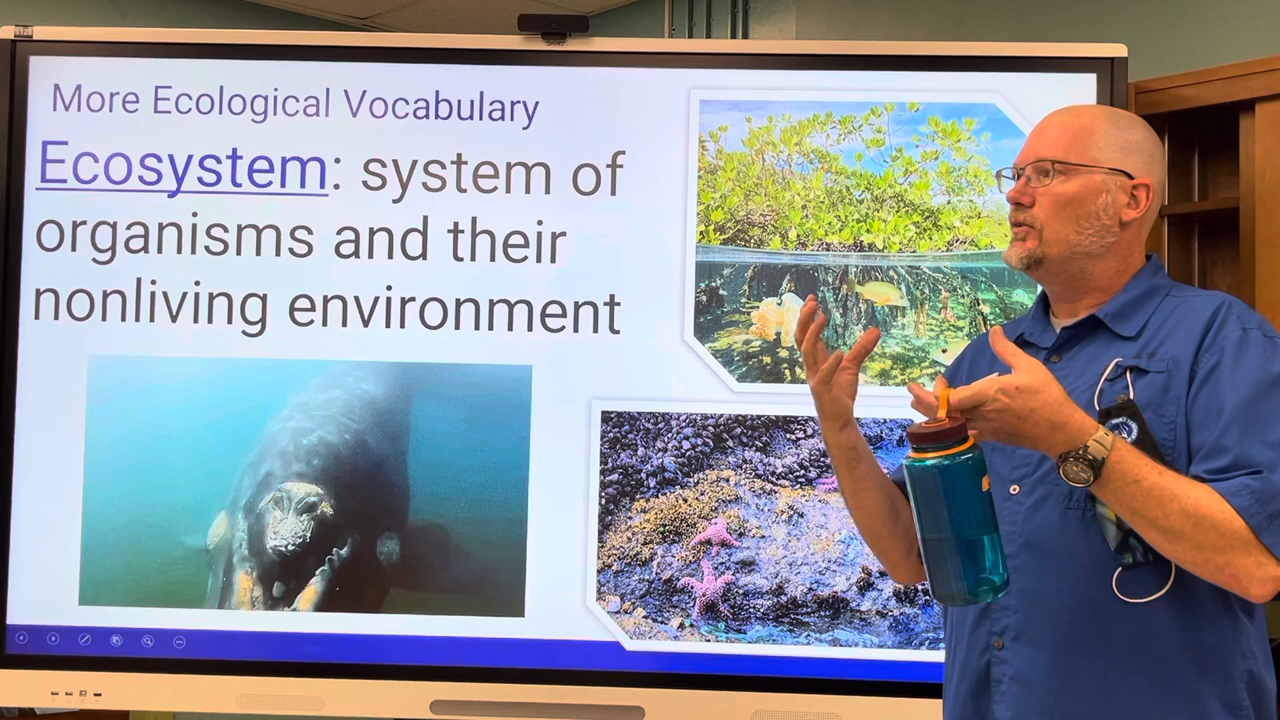 More Ecological Vocabulary
Ecosystem: system of
organisms and their
nonliving environment